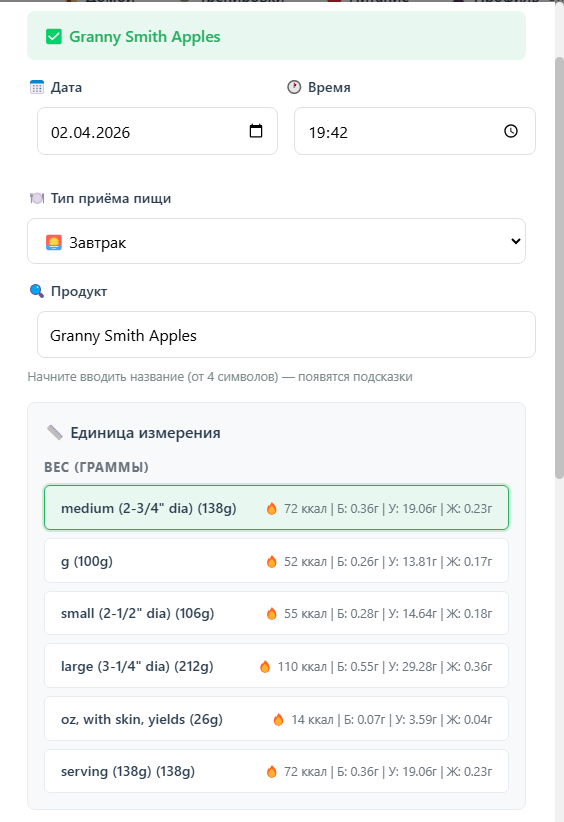 Granny Smith Apples
Дата
Время
02.04.2026
19:42
Тип приёма пищи
Завтрак
Продукт
Granny Smith Apples
Начните вводить название (от 4 символов) — появятся подсказки
Единица измерения
ВЕС (ГРАММЫ)
medium (2-3/4" dia) (138g) 72 ккал | Б: 0.36г | У: 19.06г | Ж: 0.23г
g (100g) 52 ккал | Б: 0.26г | У: 13.81г | Ж: 0.17г
small (2-1/2" dia) (106g) 55 ккал | Б: 0.28г | У: 14.64г | Ж: 0.18г
large (3-1/4" dia) (212g) 110 ккал | Б: 0.55г | У: 29.28г | Ж: 0.36г
oz, with skin, yields (26g) 14 ккал | Б: 0.07г | У: 3.59г | Ж: 0.04г
serving (138g) (138g) 72 ккал | Б: 0.36г | У: 19.06г | Ж: 0.23г